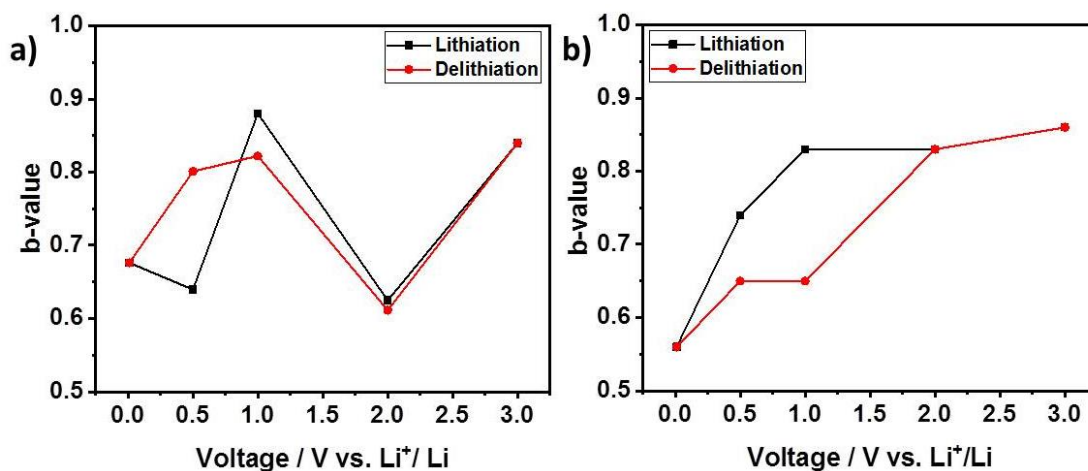 a)
Lithiation
Delithiation
b-value
1.0
0.9
0.8
0.7
0.6
0.5
0.0 0.5 1.0 1.5 2.0 2.5 3.0
Voltage / V vs. Li⁺/ Li
b)
Lithiation
Delithiation
b-value
1.0
0.9
0.8
0.7
0.6
0.5
0.0 0.5 1.0 1.5 2.0 2.5 3.0
Voltage / V vs. Li⁺/Li